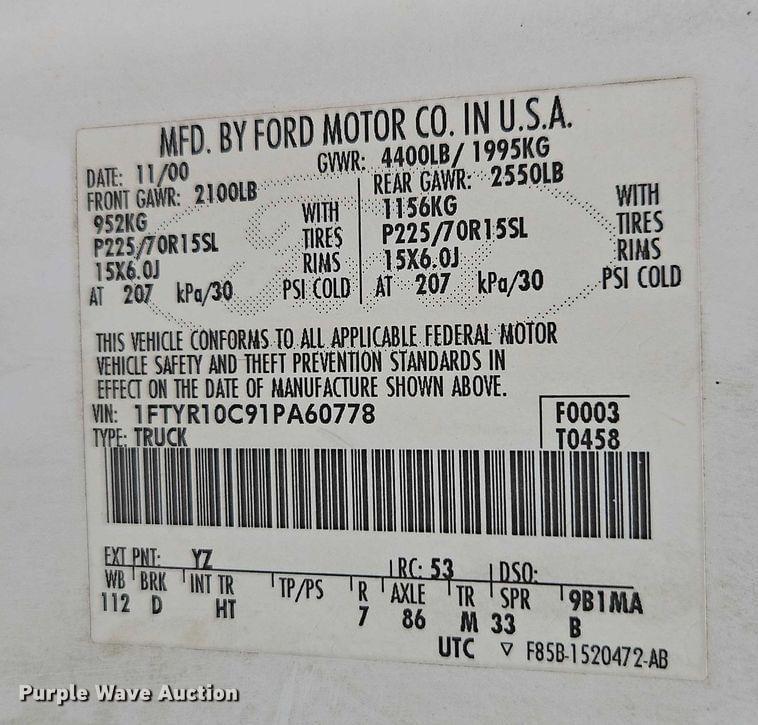 MFD. BY FORD MOTOR CO. IN U.S.A.
DATE: 11/00 GVWR: 4400LB/ 1995KG
FRONT GAWR: 2100LB REAR GAWR: 2550LB
952KG WITH 1156KG WITH
P225/70R15SL TIRES P225/70R15SL TIRES
15X6.0J RIMS 15X6.0J RIMS
AT 207 kPa/30 PSI COLD AT 207 kPa/30 PSI COLD
THIS VEHICLE CONFORMS TO ALL APPLICABLE FEDERAL MOTOR
VEHICLE SAFETY AND THEFT PREVENTION STANDARDS IN
EFFECT ON THE DATE OF MANUFACTURE SHOWN ABOVE.
VIN: 1FTYR10C91PA60778 F0003
TYPE: TRUCK T0458
EXT PNT: YZ RC: 53 DSO:
WB BRK INT TR TP/PS R AXLE TR SPR 9B1MA
112 D HT 7 86 M 33 B
UTC ▽ F85B-1520472-AB
Purple Wave Auction